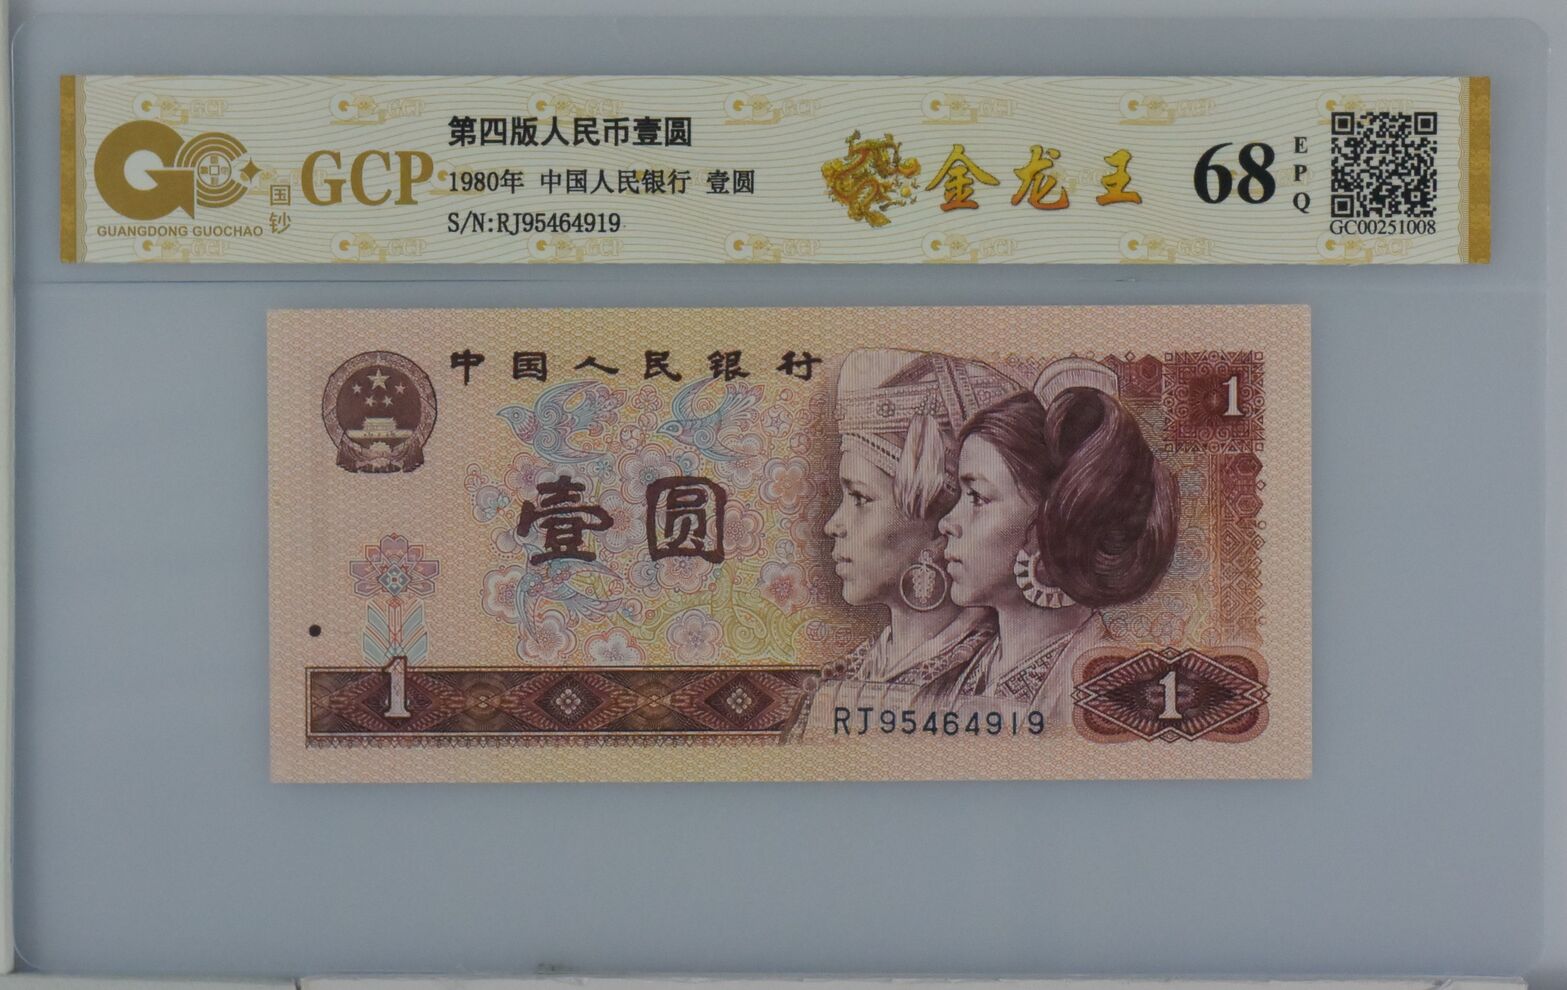 GCP
国钞
GUANGDONG GUOCHAO
第四版人民币壹圆
1980年 中国人民银行 壹圆
S/N:RJ95464919
金龙王
68
EPQ
GC00251008
中国人民银行
1
壹圆
1
RJ95464919
1